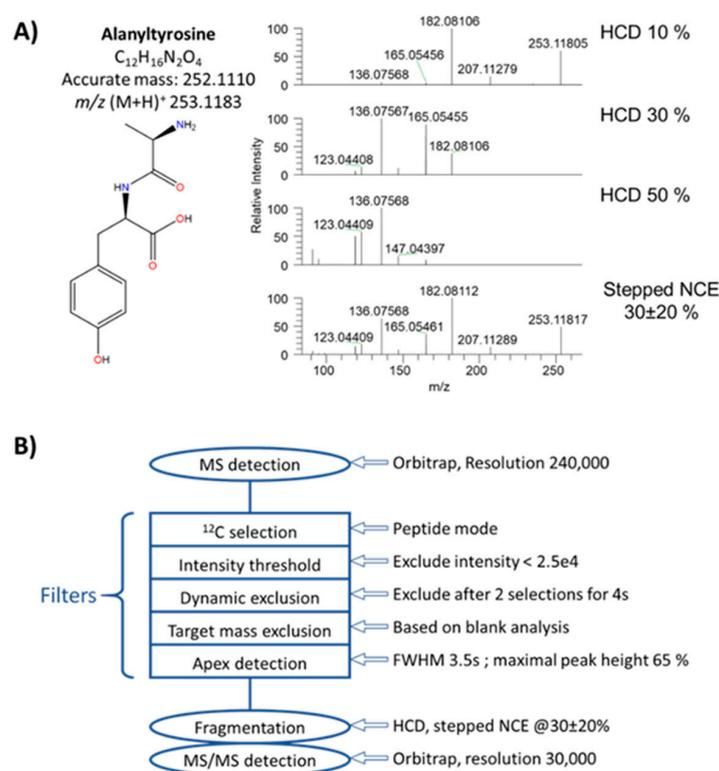 A)
Alanyltyrosine
C₁₂H₁₆N₂O₄
Accurate mass: 252.1110
m/z (M+H)⁺ 253.1183
NH₂
HN
O
OH
O
OH
Relative Intensity
100
50
0
182.08106
165.05456
253.11805
136.07568
207.11279
HCD 10 %
100
50
0
136.07567
165.05455
182.08106
123.04408
HCD 30 %
100
50
0
136.07568
123.04409
147.04397
HCD 50 %
100
50
0
182.08112
136.07568
165.05461
253.11817
123.04409
207.11289
Stepped NCE
30±20 %
100 150 200 250
m/z
B)
MS detection
Orbitrap, Resolution 240,000
Filters
¹²C selection
Peptide mode
Intensity threshold
Exclude intensity < 2.5e4
Dynamic exclusion
Exclude after 2 selections for 4s
Target mass exclusion
Based on blank analysis
Apex detection
FWHM 3.5s ; maximal peak height 65 %
Fragmentation
HCD, stepped NCE @30±20%
MS/MS detection
Orbitrap, resolution 30,000